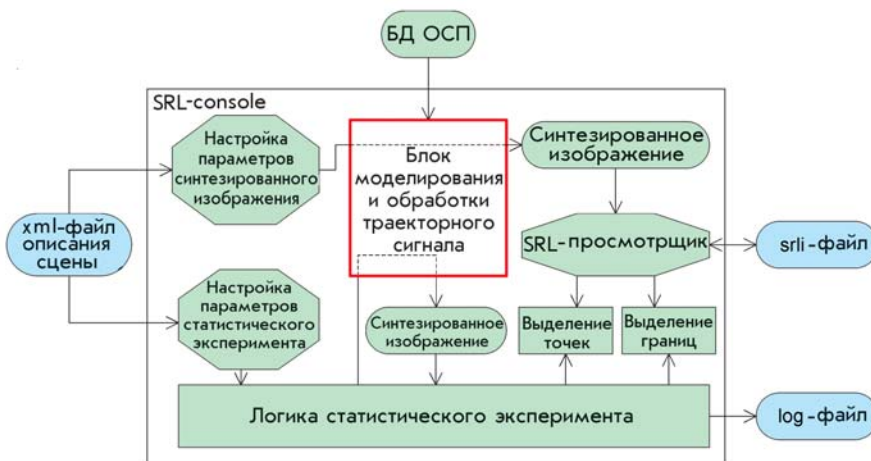 БД ОСП
SRL-console
Настройка
параметров
синтезированного
изображения
Блок
моделирования
и обработки
траекторного
сигнала
Синтезированное
изображение
xml-файл
описания
сцены
SRL-просмотрщик
srli-файл
Настройка
параметров
статистического
эксперимента
Синтезированное
изображение
Выделение
точек
Выделение
границ
Логика статистического эксперимента
log-файл